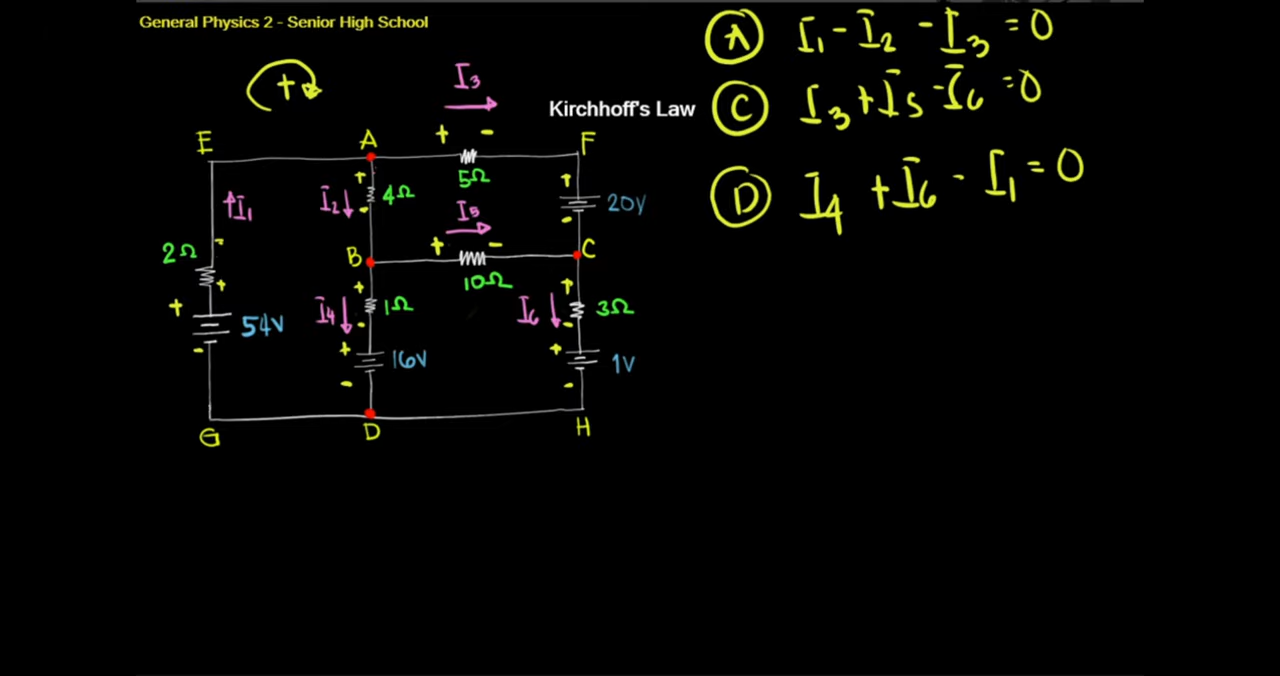 General Physics 2 - Senior High School
A I₁ - I₂ - I₃ = 0
+
I₃
Kirchhoff's Law
C I₃ + I₅ - I₆ = 0
E
A
+ -
F
5Ω
D I₄ + I₆ - I₁ = 0
I₁
I₂
+
-
4Ω
+
-
20V
I₅
2Ω
-
+
B
+ -
C
10Ω
+
-
54V
I₄
+
-
1Ω
I₆
+
-
3Ω
+
-
16V
+
-
1V
G
D
H